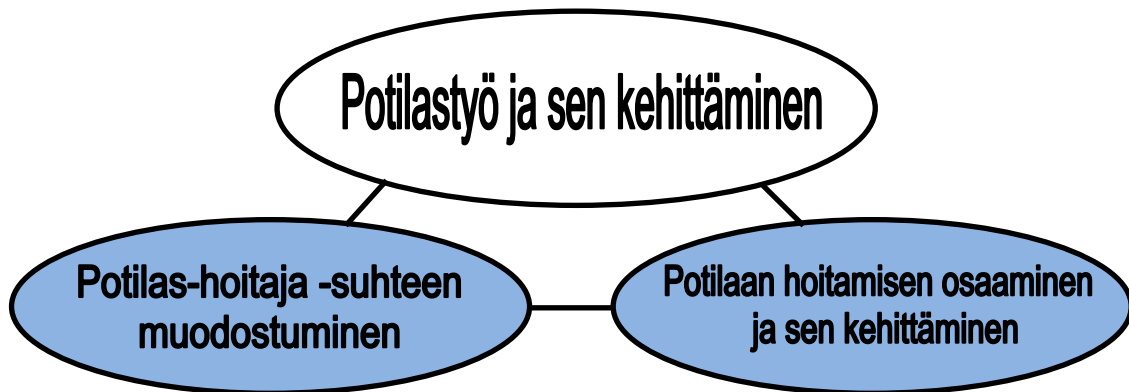 Potilastyö ja sen kehittäminen
Potilas-hoitaja -suhteen
muodostuminen
Potilaan hoitamisen osaaminen
ja sen kehittäminen